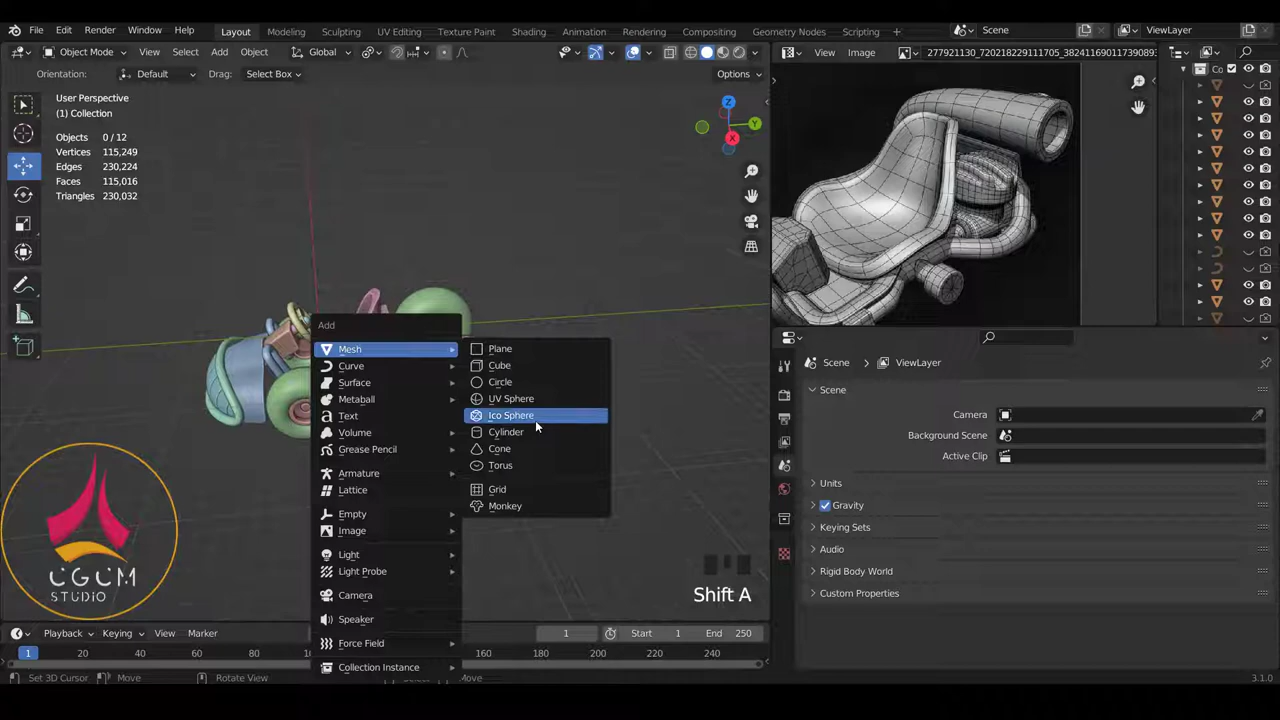 File Edit Render Window Help Layout Modeling Sculpting UV Editing Texture Paint Shading Animation Rendering Compositing Geometry Nodes Scripting Scene ViewLayer
Object Mode View Select Add Object Global View Image 277921130_720218229111705_38241169011739089.
Orientation: Default Drag: Select Box Options
Co
User Perspective
(1) Collection
Objects 0 / 12
Vertices 115,249
Edges 230,224
Faces 115,016
Triangles 230,032
Z
Y
X
Add
Mesh
Curve
Surface
Metaball
Text
Volume
Grease Pencil
Armature
Lattice
Empty
Image
Light
Light Probe
Camera
Speaker
Force Field
Collection Instance
Plane
Cube
Circle
UV Sphere
Ico Sphere
Cylinder
Cone
Torus
Grid
Monkey
Scene ViewLayer
Scene
Camera
Background Scene
Active Clip
Units
Gravity
Keying Sets
Audio
Rigid Body World
Custom Properties
CGCM
STUDIO
Shift A
Playback Keying View Marker 1 Start 1 End 250
1 20 40 60 80 160 180 200 220 240
Set 3D Cursor Move Rotate View Move 3.1.0